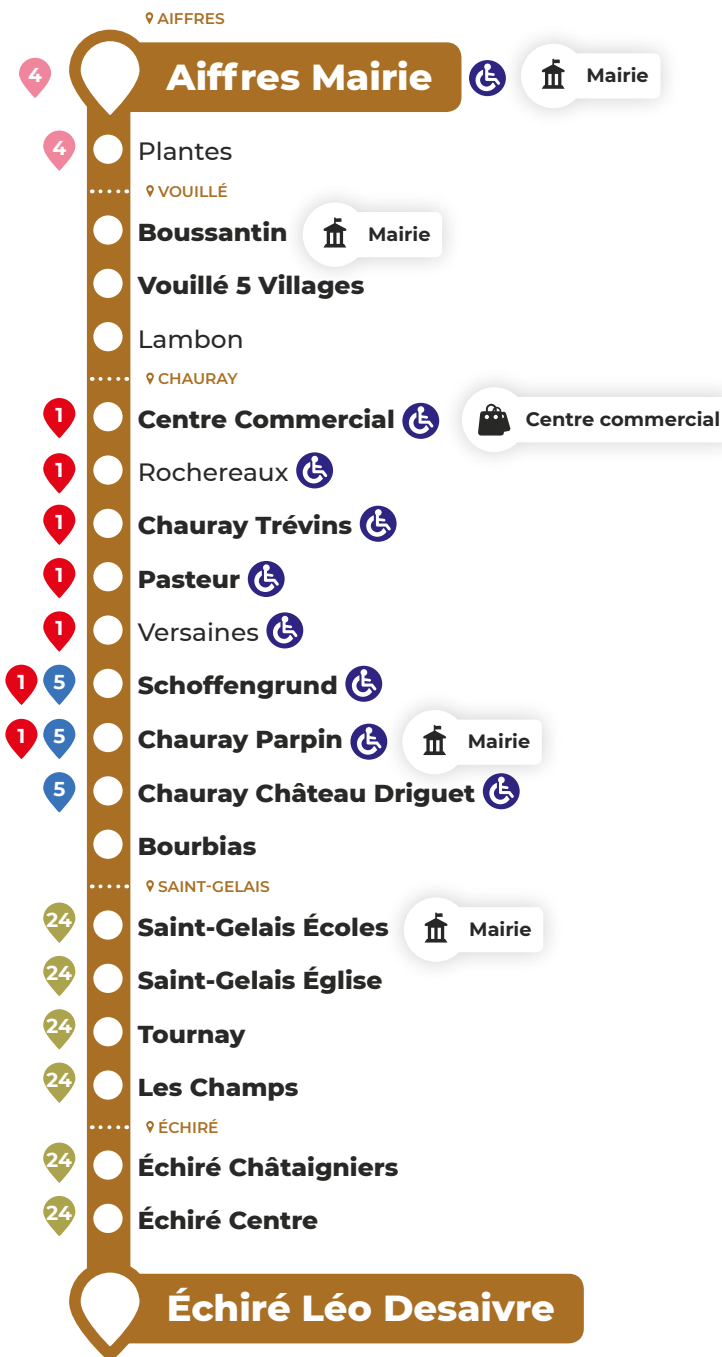 AIFFRES
4 Aiffres Mairie Mairie
4 Plantes
VOUILLÉ
Boussantin Mairie
Vouillé 5 Villages
Lambon
CHAURAY
1 Centre Commercial Centre commercial
1 Rochereaux
1 Chauray Trévins
1 Pasteur
1 Versaines
1 5 Schoffengrund
1 5 Chauray Parpin Mairie
5 Chauray Château Driguet
Bourbias
SAINT-GELAIS
24 Saint-Gelais Écoles Mairie
24 Saint-Gelais Église
24 Tournay
24 Les Champs
ÉCHIRÉ
24 Échiré Châtaigniers
24 Échiré Centre
Échiré Léo Desaivre